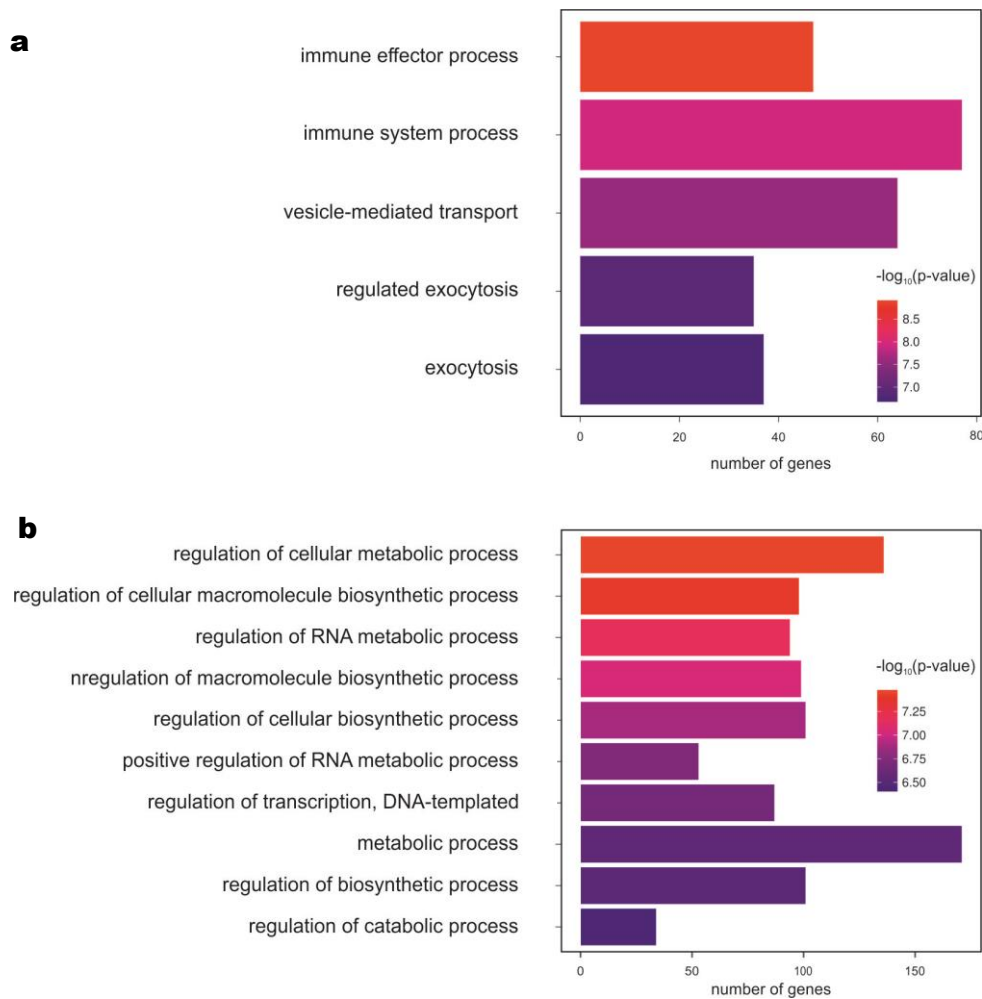 a
immune effector process
immune system process
vesicle-mediated transport
regulated exocytosis
exocytosis
-log₁₀(p-value)
8.5
8.0
7.5
7.0
0 20 40 60 80
number of genes
b
regulation of cellular metabolic process
regulation of cellular macromolecule biosynthetic process
regulation of RNA metabolic process
nregulation of macromolecule biosynthetic process
regulation of cellular biosynthetic process
positive regulation of RNA metabolic process
regulation of transcription, DNA-templated
metabolic process
regulation of biosynthetic process
regulation of catabolic process
-log₁₀(p-value)
7.25
7.00
6.75
6.50
0 50 100 150
number of genes